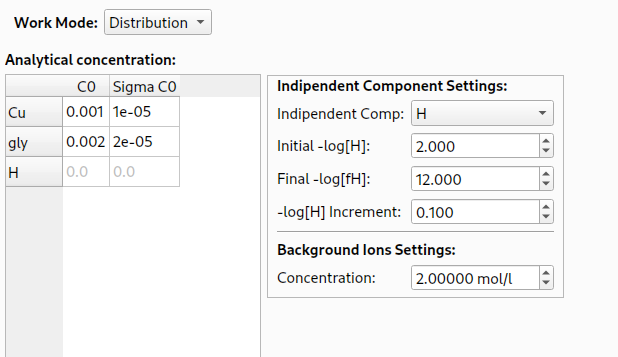 Work Mode: Distribution
Analytical concentration:
C0 Sigma C0
Cu 0.001 1e-05
gly 0.002 2e-05
H 0.0 0.0
Indipendent Component Settings:
Indipendent Comp: H
Initial -log[H]: 2.000
Final -log[fH]: 12.000
-log[H] Increment: 0.100
Background Ions Settings:
Concentration: 2.00000 mol/l